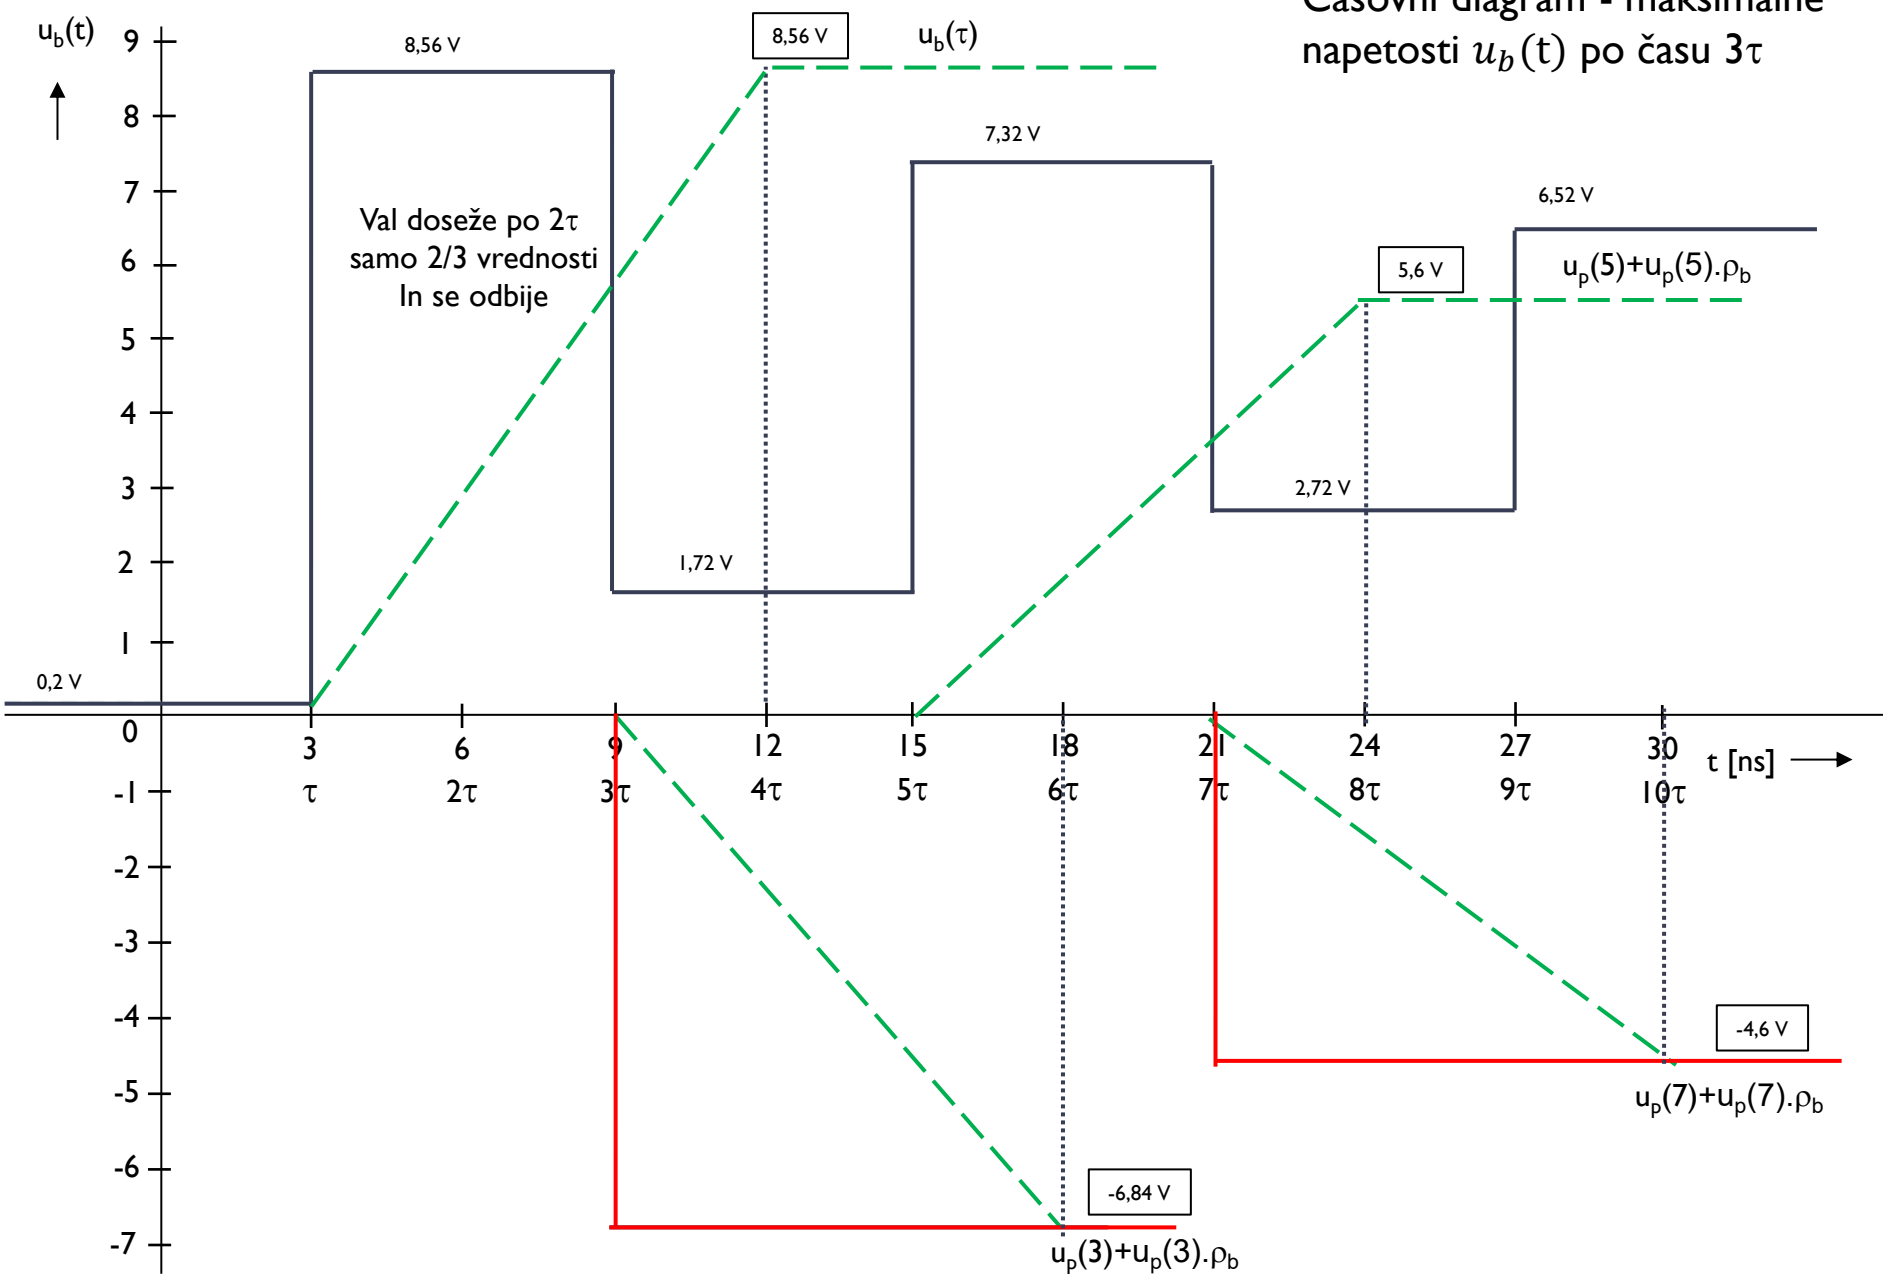 Časovni diagram - maksimalne
napetosti u_b(t) po času 3τ
u_b(t)
9
8
7
6
5
4
3
2
1
0
-1
-2
-3
-4
-5
-6
-7
8,56 V
8,56 V
u_b(τ)
7,32 V
6,52 V
Val doseže po 2τ
samo 2/3 vrednosti
In se odbije
5,6 V
u_p(5)+u_p(5).ρ_b
2,72 V
1,72 V
0,2 V
3 6 9 12 15 18 21 24 27 30
t [ns]
τ 2τ 3τ 4τ 5τ 6τ 7τ 8τ 9τ 10τ
-4,6 V
u_p(7)+u_p(7).ρ_b
-6,84 V
u_p(3)+u_p(3).ρ_b